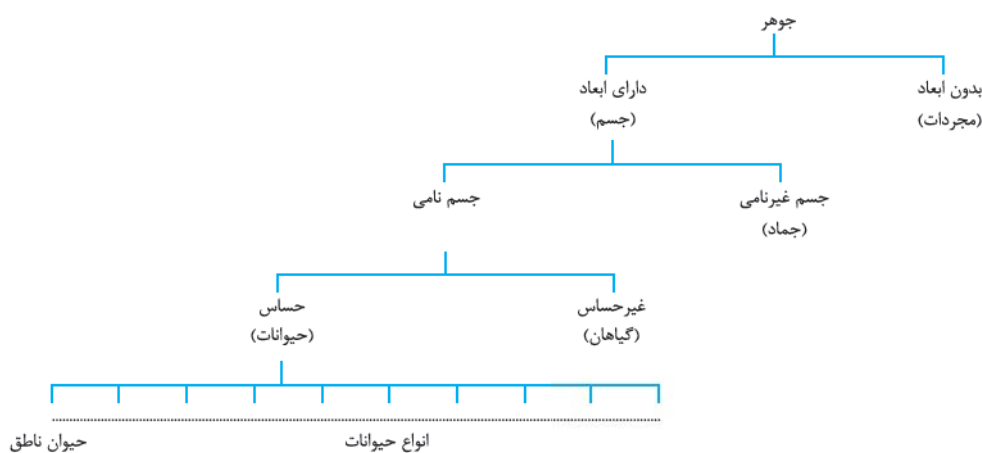 جوهر
بدون ابعاد
(مجردات)
دارای ابعاد
(جسم)
جسم غیرنامی
(جماد)
جسم نامی
غیرحساس
(گیاهان)
حساس
(حیوانات)
انواع حیوانات
حیوان ناطق